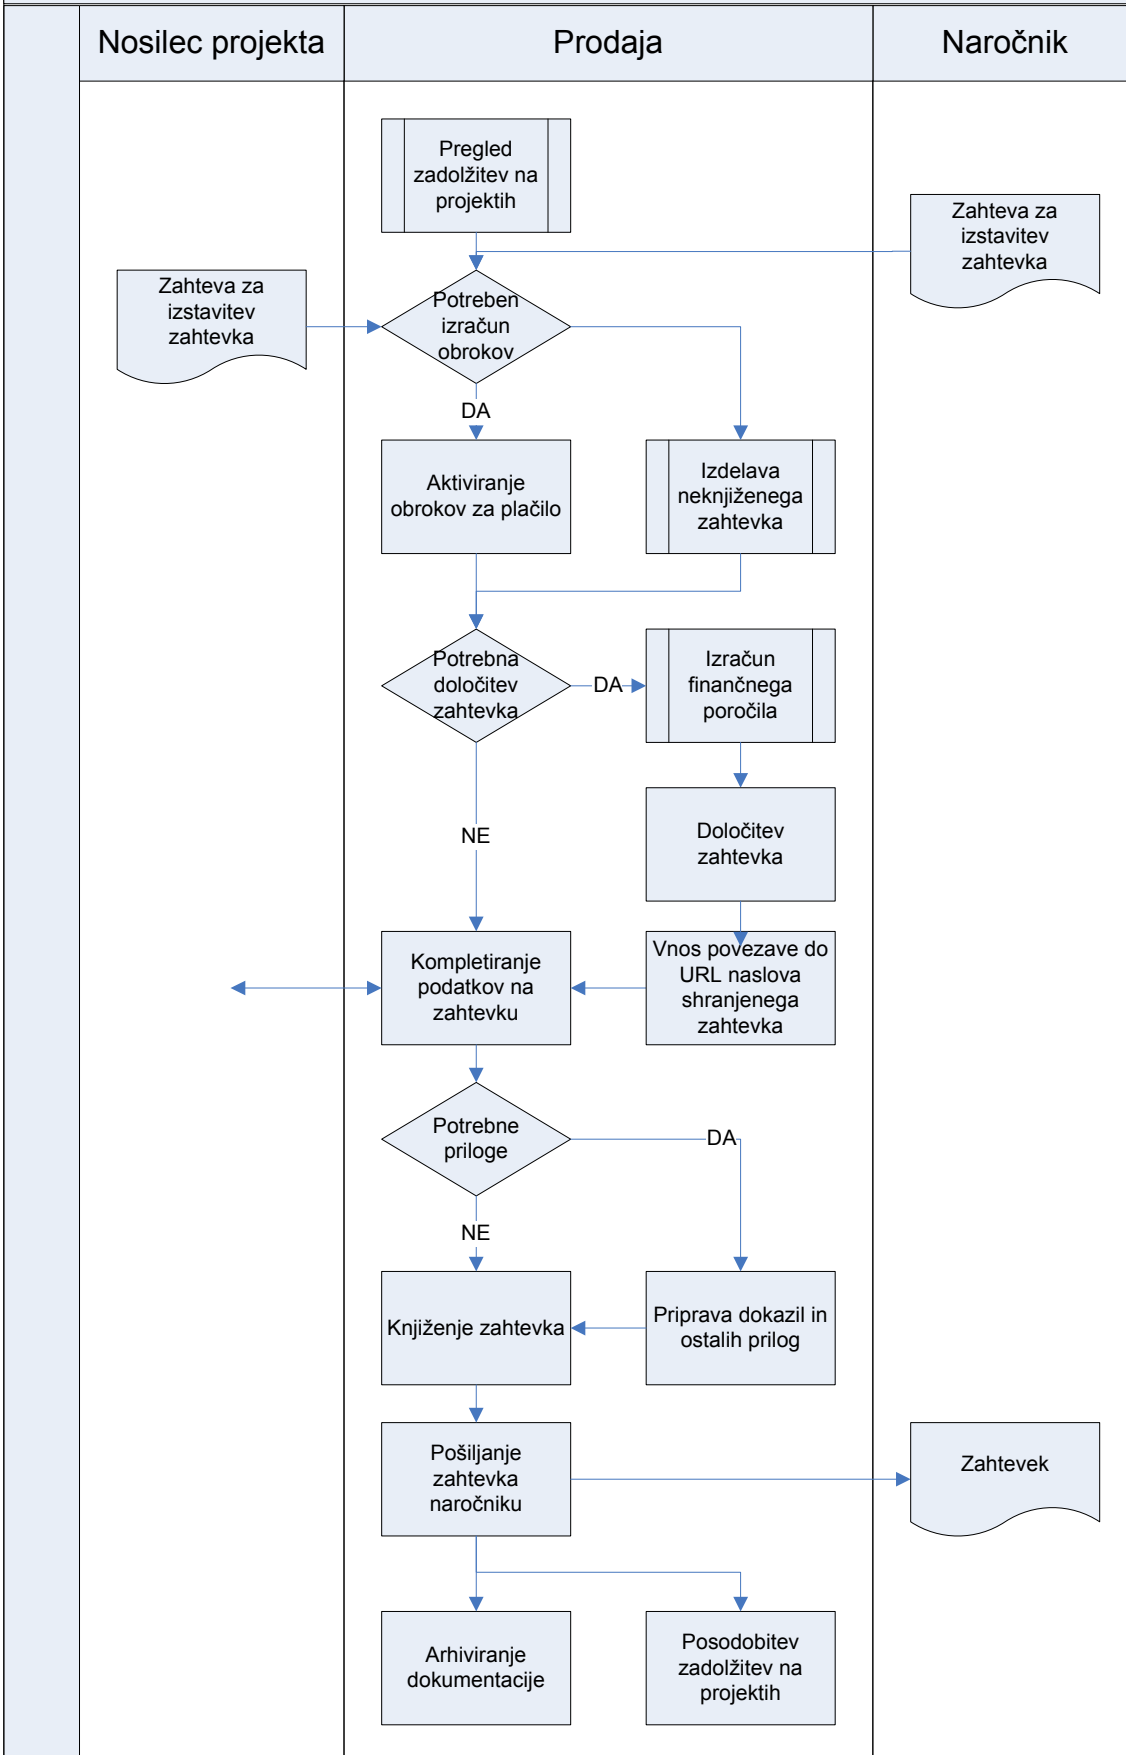 Nosilec projekta
Prodaja
Naročnik
Pregled
zadolžitev na
projektih
Zahteva za
izstavitev
zahtevka
Zahteva za
izstavitev
zahtevka
Potreben
izračun
obrokov
DA
Aktiviranje
obrokov za plačilo
Izdelava
neknjiženega
zahtevka
Potrebna
določitev
zahtevka
DA
Izračun
finančnega
poročila
NE
Določitev
zahtevka
Kompletiranje
podatkov na
zahtevku
Vnos povezave do
URL naslova
shranjenega
zahtevka
Potrebne
priloge
DA
NE
Knjiženje zahtevka
Priprava dokazil in
ostalih prilog
Pošiljanje
zahtevka
naročniku
Zahtevek
Arhiviranje
dokumentacije
Posodobitev
zadolžitev na
projektih